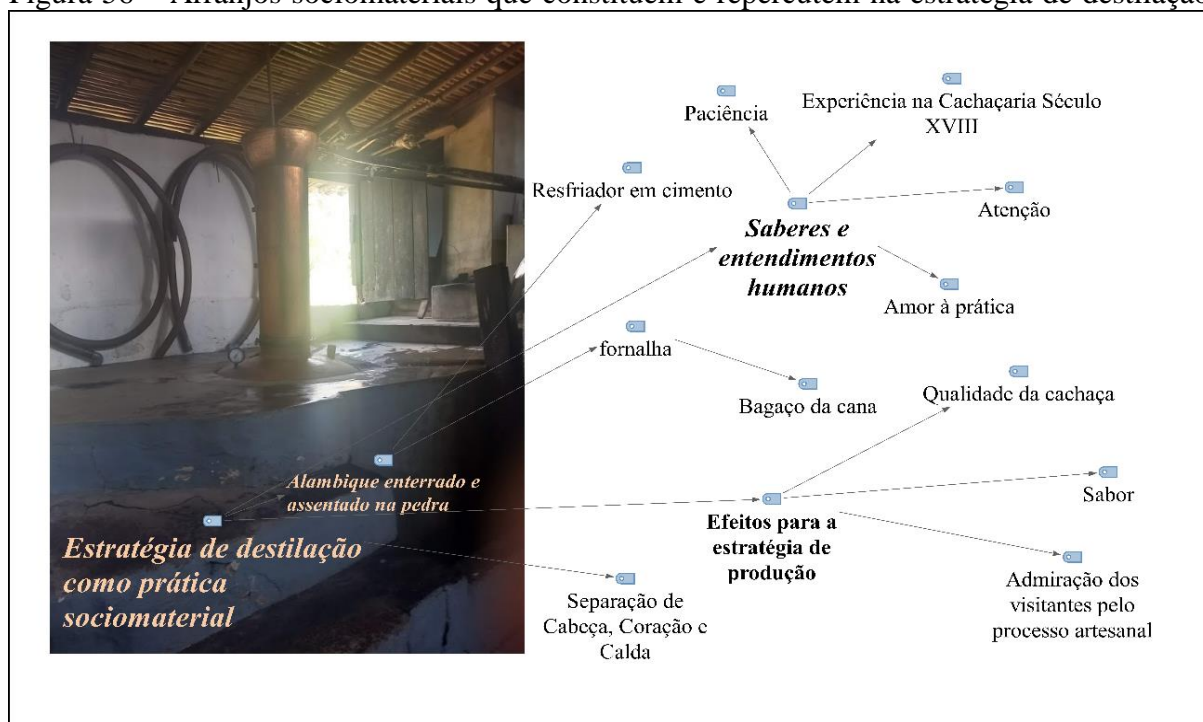 Figura 30 – Arranjos sociomateriais que constituem e repercutem na estratégia de destilação
Paciência
Experiência na Cachaçaria Século
XVIII
Resfriador em cimento
Atenção
Saberes e
entendimentos
humanos
Amor à prática
fornalha
Bagaço da cana
Qualidade da cachaça
Alambique enterrado e
assentado na pedra
Sabor
Estratégia de destilação
como prática
sociomaterial
Efeitos para a
estratégia de
produção
Separação de
Cabeça, Coração e
Calda
Admiração dos
visitantes pelo
processo artesanal